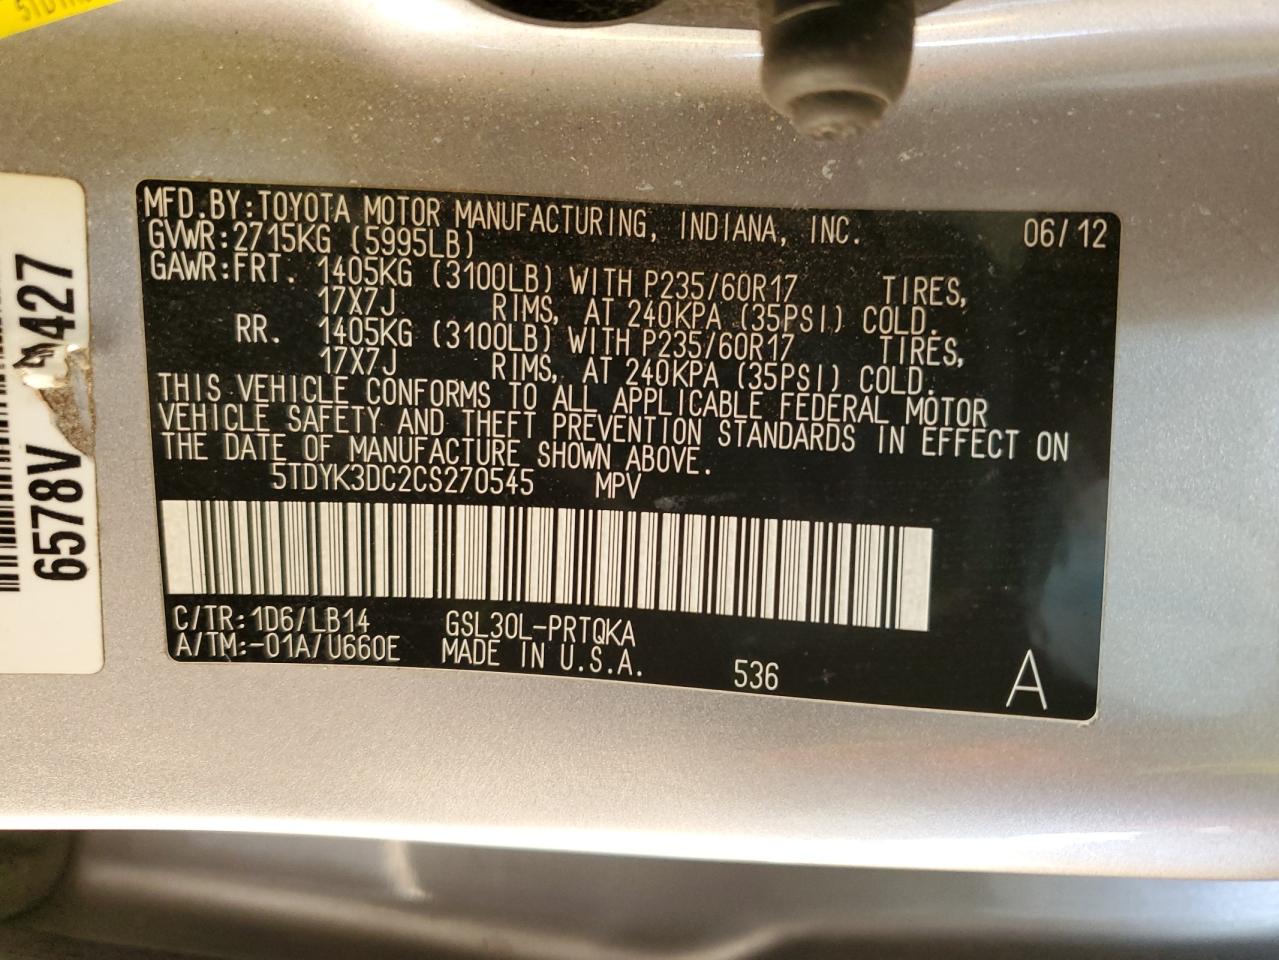 MFD.BY:TOYOTA MOTOR MANUFACTURING, INDIANA, INC. 06/12
GVWR:2715KG (5995LB)
GAWR:FRT. 1405KG (3100LB) WITH P235/60R17 TIRES,
17X7J RIMS, AT 240KPA (35PSI) COLD.
RR. 1405KG (3100LB) WITH P235/60R17 TIRES,
17X7J RIMS, AT 240KPA (35PSI) COLD.
THIS VEHICLE CONFORMS TO ALL APPLICABLE FEDERAL MOTOR
VEHICLE SAFETY AND THEFT PREVENTION STANDARDS IN EFFECT ON
THE DATE OF MANUFACTURE SHOWN ABOVE.
5TDYK3DC2CS270545 MPV
C/TR:1D6/LB14 GSL30L-PRTQKA
A/TM:-01A/U660E MADE IN U.S.A.
536 A
6578V